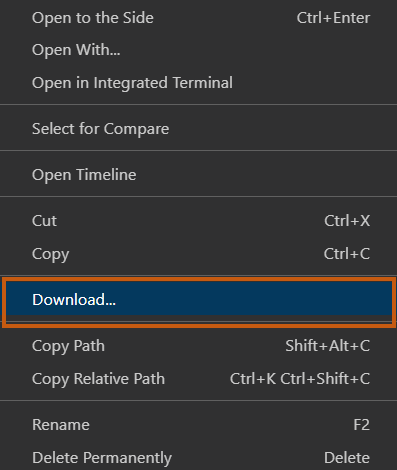 Open to the Side Ctrl+Enter
Open With...
Open in Integrated Terminal
Select for Compare
Open Timeline
Cut Ctrl+X
Copy Ctrl+C
Download...
Copy Path Shift+Alt+C
Copy Relative Path Ctrl+K Ctrl+Shift+C
Rename F2
Delete Permanently Delete